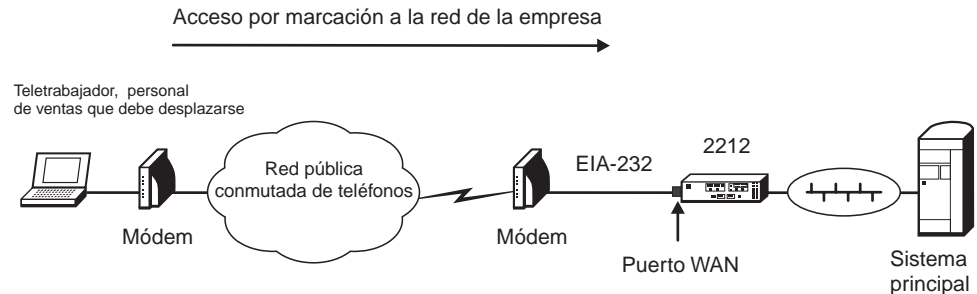 Acceso por marcación a la red de la empresa
Teletrabajador, personal
de ventas que debe desplazarse
Red pública
conmutada de teléfonos
EIA-232
2212
Módem
Módem
Puerto WAN
Sistema
principal